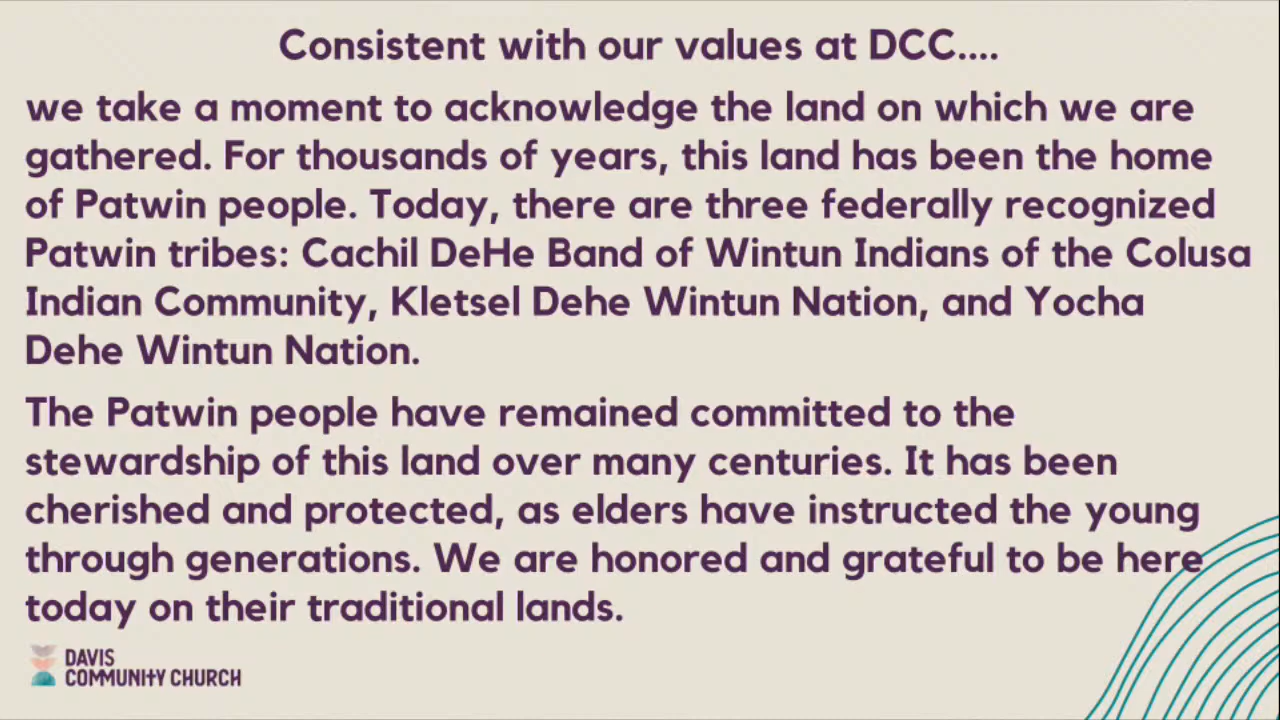 Consistent with our values at DCC....
we take a moment to acknowledge the land on which we are
gathered. For thousands of years, this land has been the home
of Patwin people. Today, there are three federally recognized
Patwin tribes: Cachil DeHe Band of Wintun Indians of the Colusa
Indian Community, Kletsel Dehe Wintun Nation, and Yocha
Dehe Wintun Nation.
The Patwin people have remained committed to the
stewardship of this land over many centuries. It has been
cherished and protected, as elders have instructed the young
through generations. We are honored and grateful to be here
today on their traditional lands.
DAVIS
COMMUNITY CHURCH